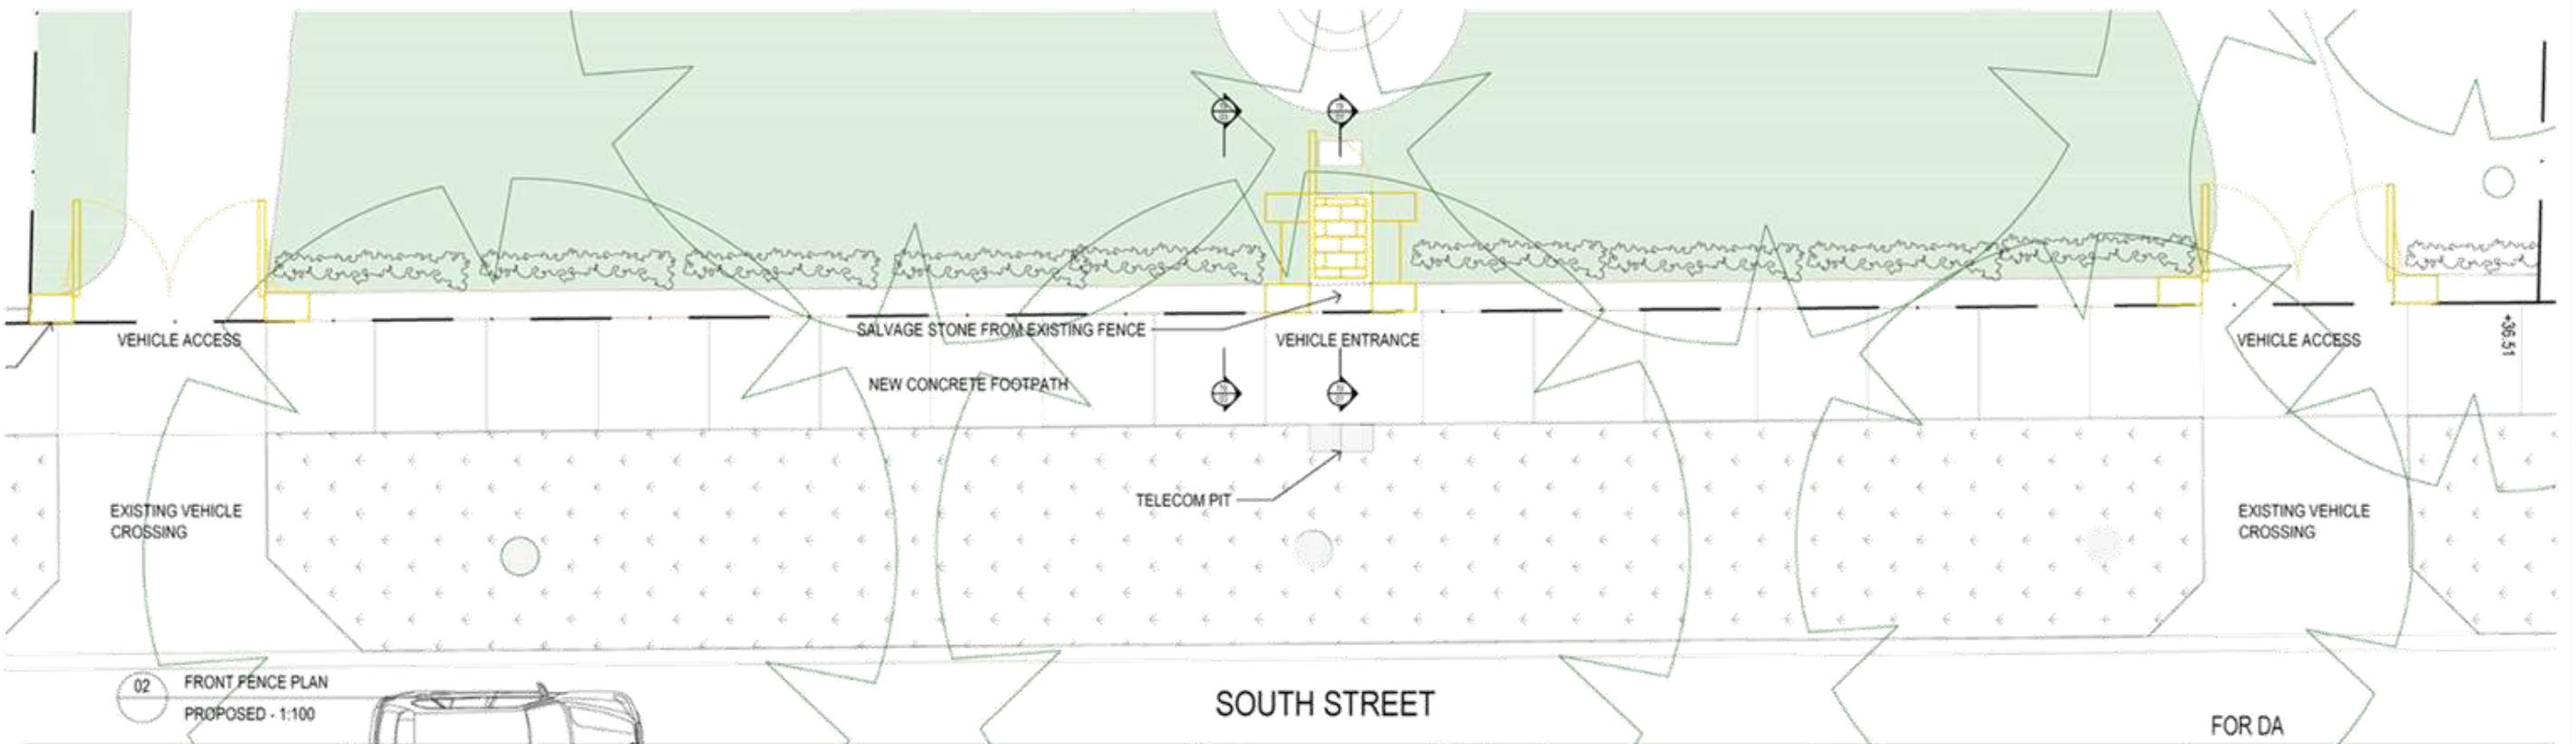 SALVAGE STONE FROM EXISTING FENCE
VEHICLE ACCESS
VEHICLE ENTRANCE
VEHICLE ACCESS
+36.51
NEW CONCRETE FOOTPATH
TELECOM PIT
EXISTING VEHICLE
CROSSING
EXISTING VEHICLE
CROSSING
02
FRONT FENCE PLAN
PROPOSED - 1:100
SOUTH STREET
FOR DA